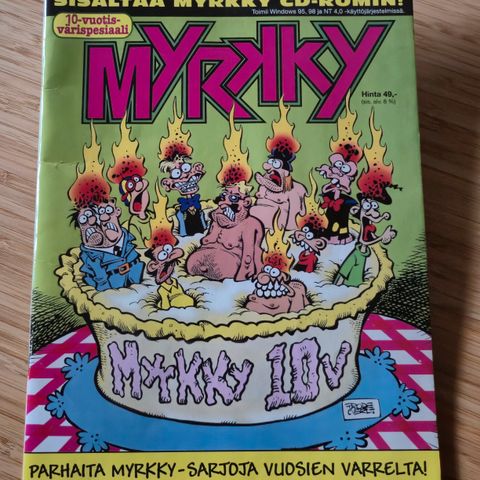 SISÄLTÄÄ MYRKKY CD-ROMIN!
Toimii Windows 95, 98 ja NT 4.0 -käyttöjärjestelmissä.
10-vuotis-
värispesiaali
MYRKKY
Hinta 49,-
(sis. alv. 8 %)
MYRKKY 10V
PARHAITA MYRKKY-SARJOJA VUOSIEN VARRELTA!